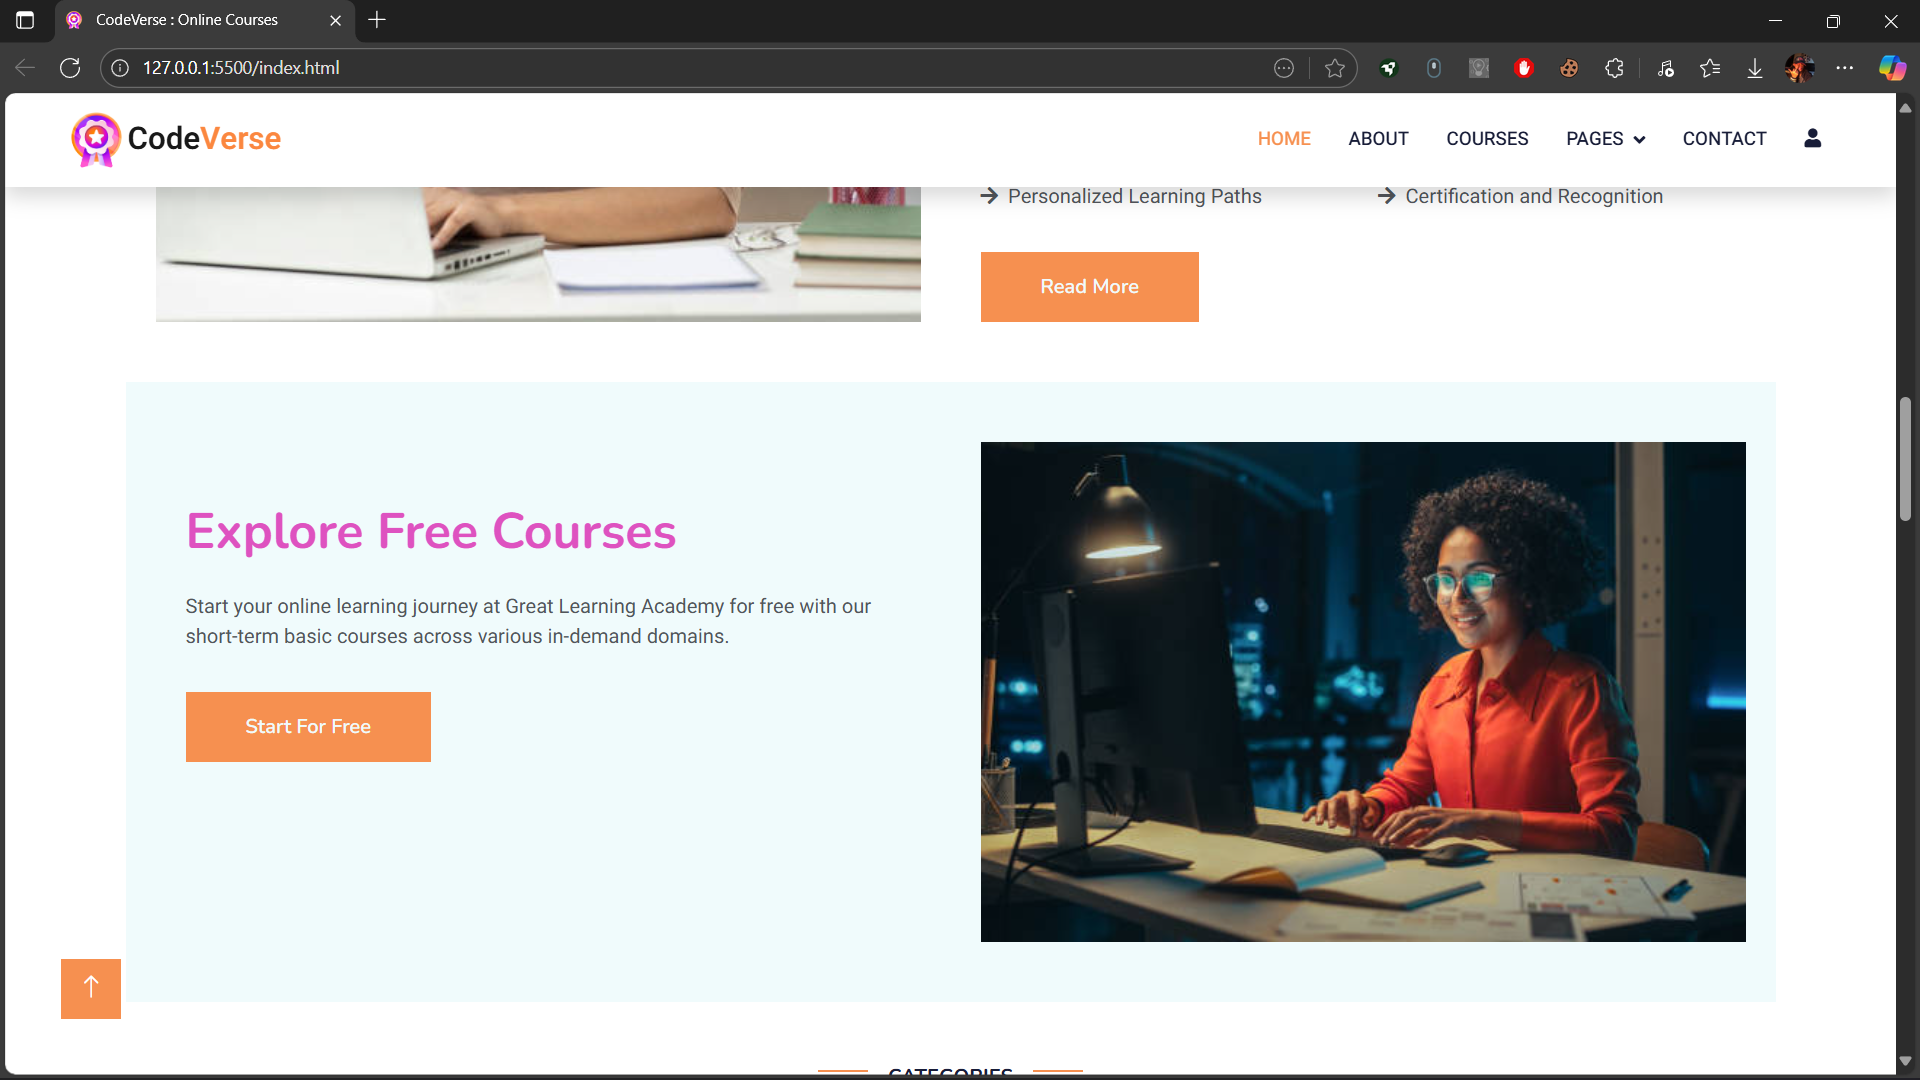 CodeVerse : Online Courses
127.0.0.1:5500/index.html
CodeVerse
HOME
ABOUT
COURSES
PAGES
CONTACT
Personalized Learning Paths
Certification and Recognition
Read More
Explore Free Courses
Start your online learning journey at Great Learning Academy for free with our
short-term basic courses across various in-demand domains.
Start For Free
CATEGORIES